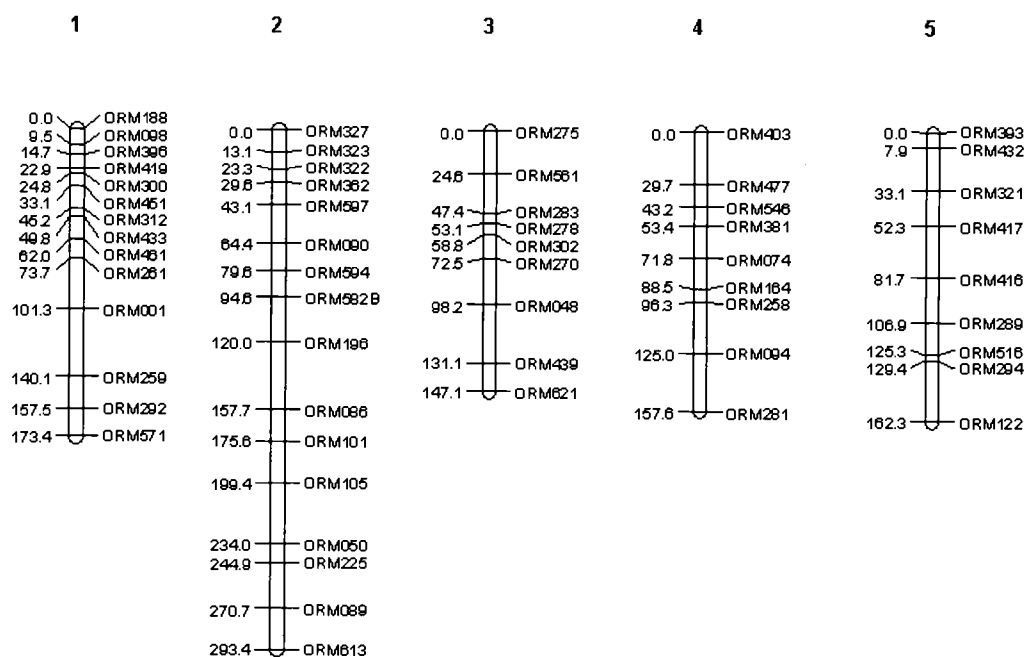 1 2 3 4 5
0.0 ORM188
9.5 ORM098
14.7 ORM396
22.9 ORM419
24.8 ORM300
33.1 ORM451
45.2 ORM312
49.8 ORM433
62.0 ORM461
73.7 ORM261
101.3 ORM001
140.1 ORM259
157.5 ORM292
173.4 ORM571
0.0 ORM327
13.1 ORM323
23.3 ORM322
29.6 ORM362
43.1 ORM597
64.4 ORM090
79.6 ORM594
94.6 ORM582B
120.0 ORM196
157.7 ORM086
175.6 ORM101
199.4 ORM105
234.0 ORM050
244.9 ORM225
270.7 ORM089
293.4 ORM613
0.0 ORM275
24.6 ORM561
47.4 ORM283
53.1 ORM278
58.8 ORM302
72.5 ORM270
98.2 ORM048
131.1 ORM439
147.1 ORM621
0.0 ORM403
29.7 ORM477
43.2 ORM546
53.4 ORM381
71.8 ORM074
88.5 ORM164
96.3 ORM258
125.0 ORM094
157.6 ORM281
0.0 ORM393
7.9 ORM432
33.1 ORM321
52.3 ORM417
81.7 ORM416
106.9 ORM289
125.3 ORM516
129.4 ORM294
162.3 ORM122